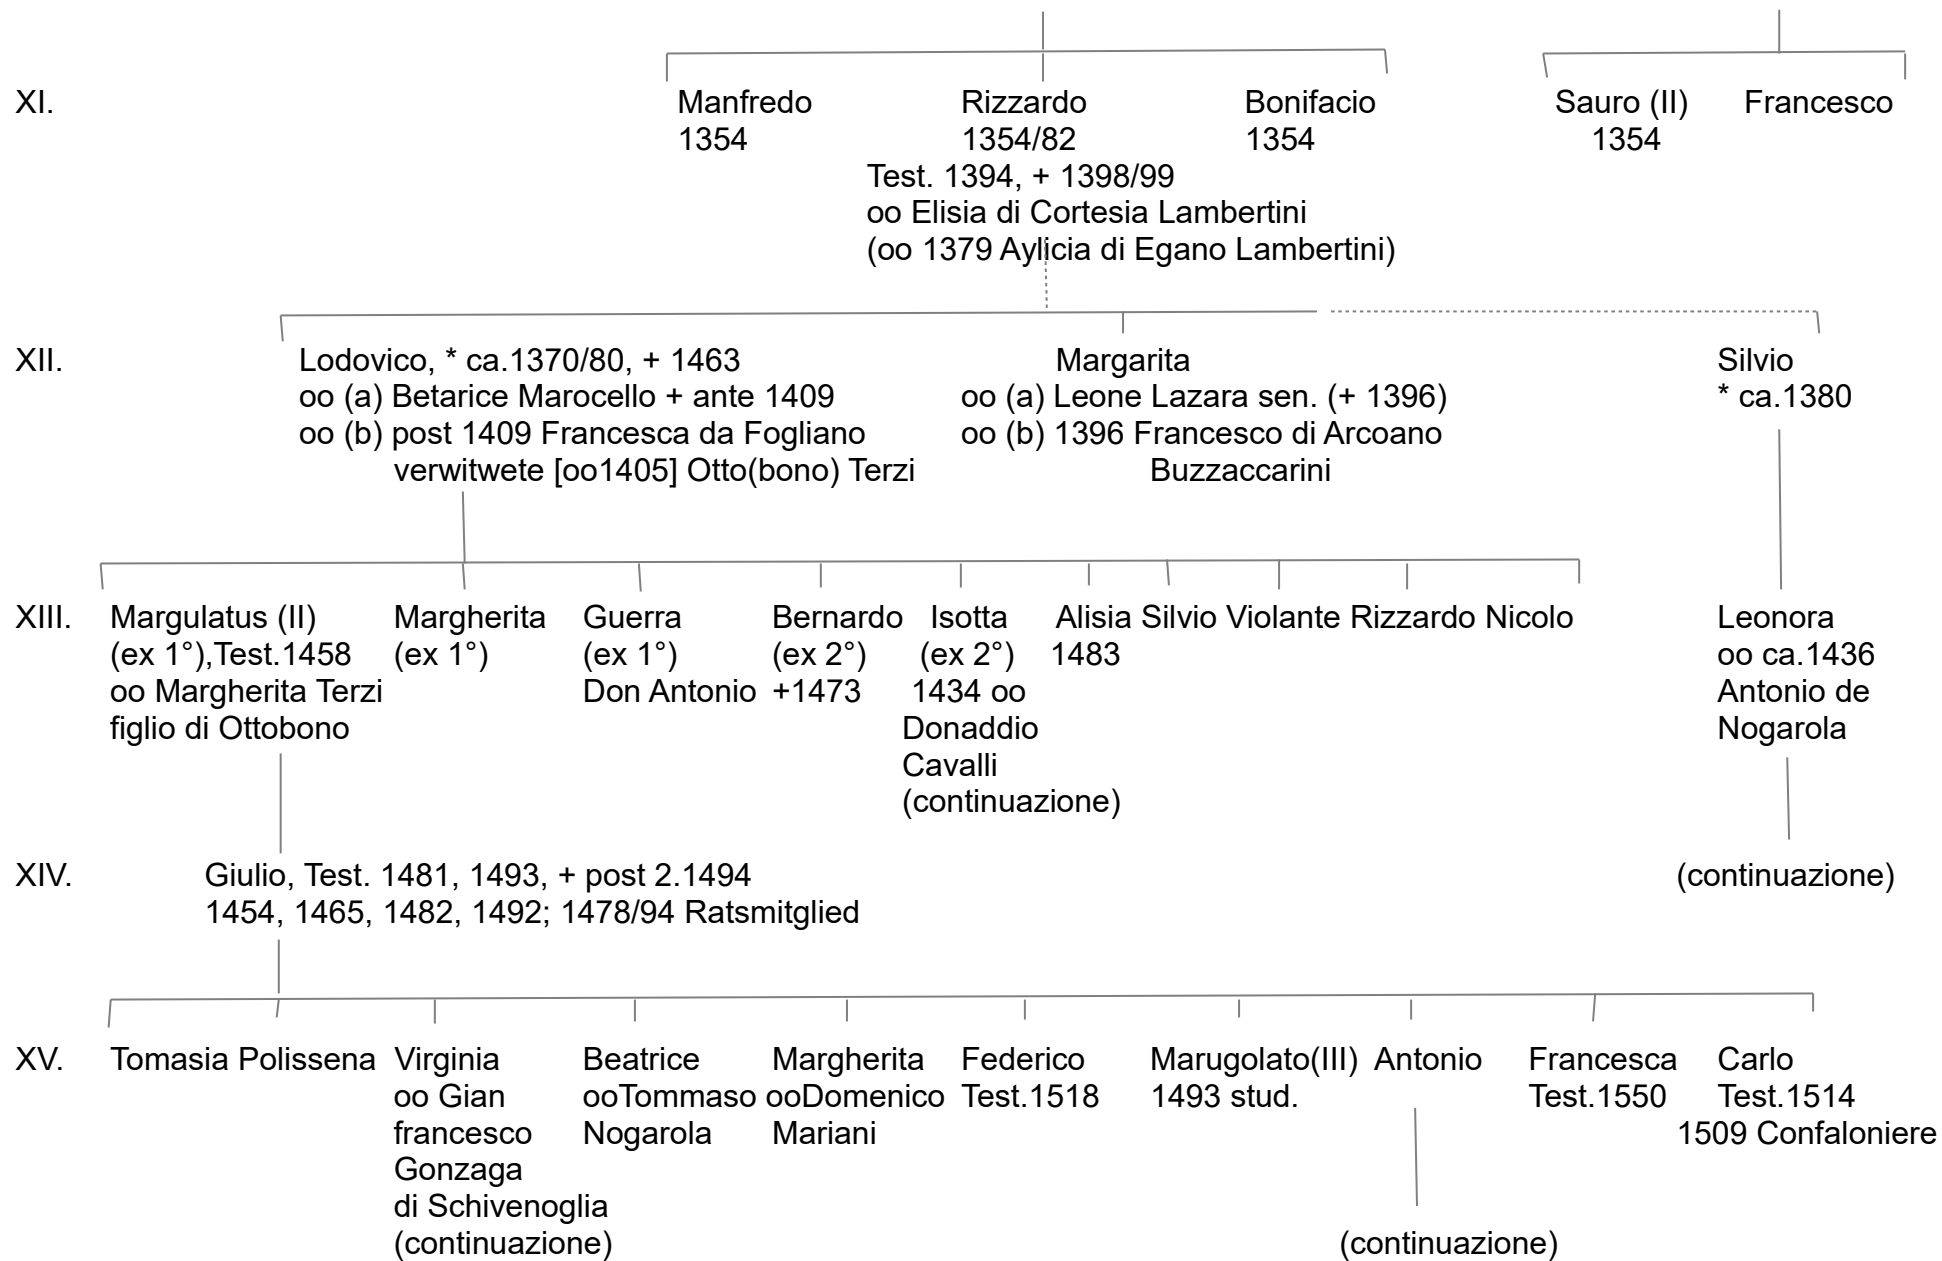 XI. Manfredo Rizzardo Bonifacio Sauro (II) Francesco
1354 1354/82 1354 1354
Test. 1394, + 1398/99
oo Elisia di Cortesia Lambertini
(oo 1379 Aylicia di Egano Lambertini)
XII. Lodovico, * ca.1370/80, + 1463 Margarita Silvio
oo (a) Betarice Marocello + ante 1409 oo (a) Leone Lazara sen. (+ 1396) * ca.1380
oo (b) post 1409 Francesca da Fogliano oo (b) 1396 Francesco di Arcoano
verwitwete [oo1405] Otto(bono) Terzi Buzzaccarini
XIII. Margulatus (II) Margherita Guerra Bernardo Isotta Alisia Silvio Violante Rizzardo Nicolo Leonora
(ex 1°),Test.1458 (ex 1°) (ex 1°) (ex 2°) (ex 2°) 1483 oo ca.1436
oo Margherita Terzi Don Antonio +1473 1434 oo Antonio de
figlio di Ottobono Donaddio Nogarola
Cavalli
(continuazione)
XIV. Giulio, Test. 1481, 1493, + post 2.1494 (continuazione)
1454, 1465, 1482, 1492; 1478/94 Ratsmitglied
XV. Tomasia Polissena Virginia Beatrice Margherita Federico Marugolato(III) Antonio Francesca Carlo
oo Gian ooTommaso ooDomenico Test.1518 1493 stud. Test.1550 Test.1514
francesco Nogarola Mariani 1509 Confaloniere
Gonzaga
di Schivenoglia
(continuazione) (continuazione)